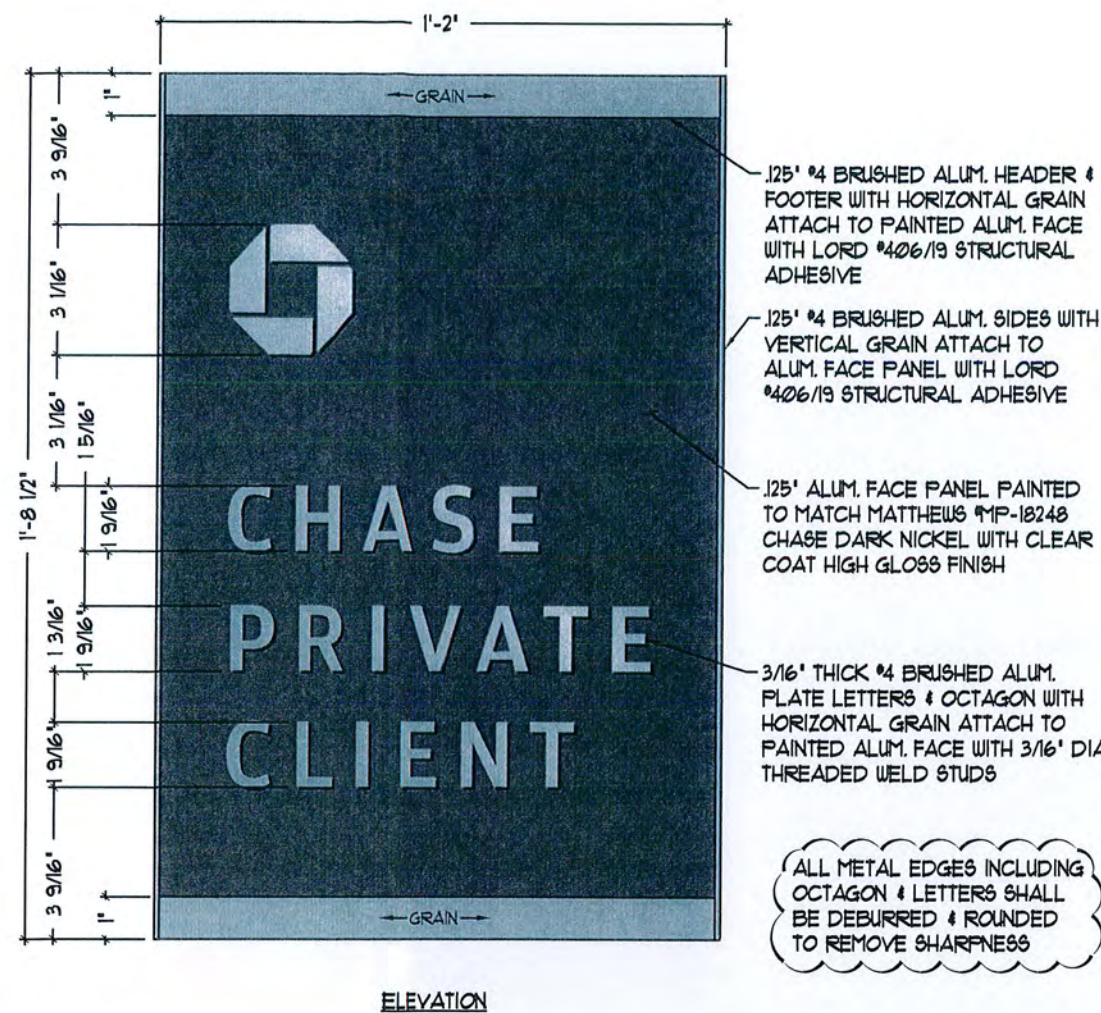 1'-2"
GRAIN
1"
3 9/16"
3 1/16"
3 1/16"
1 5/16"
1'-8 1/2"
1 9/16"
1 3/16"
1 9/16"
1 9/16"
3 9/16"
1"
CHASE
PRIVATE
CLIENT
GRAIN
.125" #4 BRUSHED ALUM. HEADER &
FOOTER WITH HORIZONTAL GRAIN
ATTACH TO PAINTED ALUM. FACE
WITH LORD #406/19 STRUCTURAL
ADHESIVE
.125" #4 BRUSHED ALUM. SIDES WITH
VERTICAL GRAIN ATTACH TO
ALUM. FACE PANEL WITH LORD
#406/19 STRUCTURAL ADHESIVE
.125" ALUM. FACE PANEL PAINTED
TO MATCH MATTHEWS #MP-18248
CHASE DARK NICKEL WITH CLEAR
COAT HIGH GLOSS FINISH
3/16" THICK #4 BRUSHED ALUM.
PLATE LETTERS & OCTAGON WITH
HORIZONTAL GRAIN ATTACH TO
PAINTED ALUM. FACE WITH 3/16" DIA
THREADED WELD STUDS
ALL METAL EDGES INCLUDING
OCTAGON & LETTERS SHALL
BE DEBURRED & ROUNDED
TO REMOVE SHARPNESS
ELEVATION